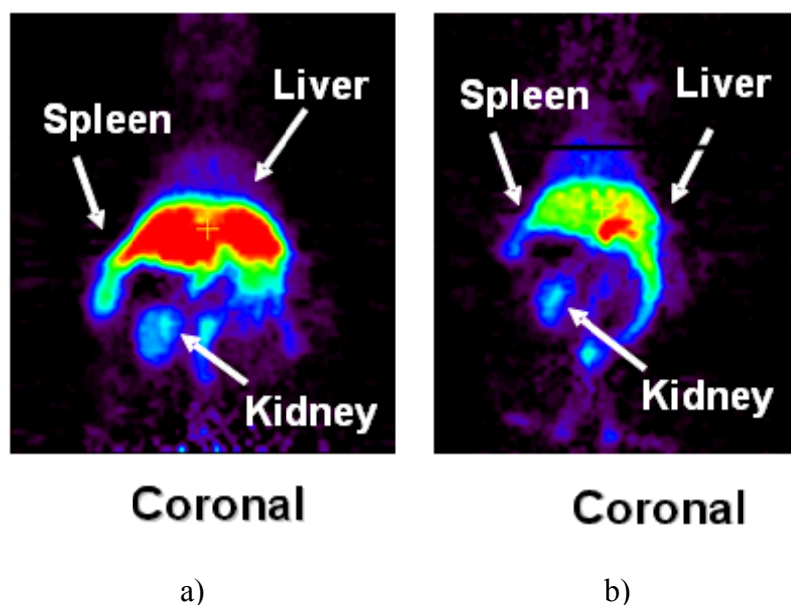 Spleen
Liver
Kidney
Coronal
a)
Spleen
Liver
Kidney
Coronal
b)